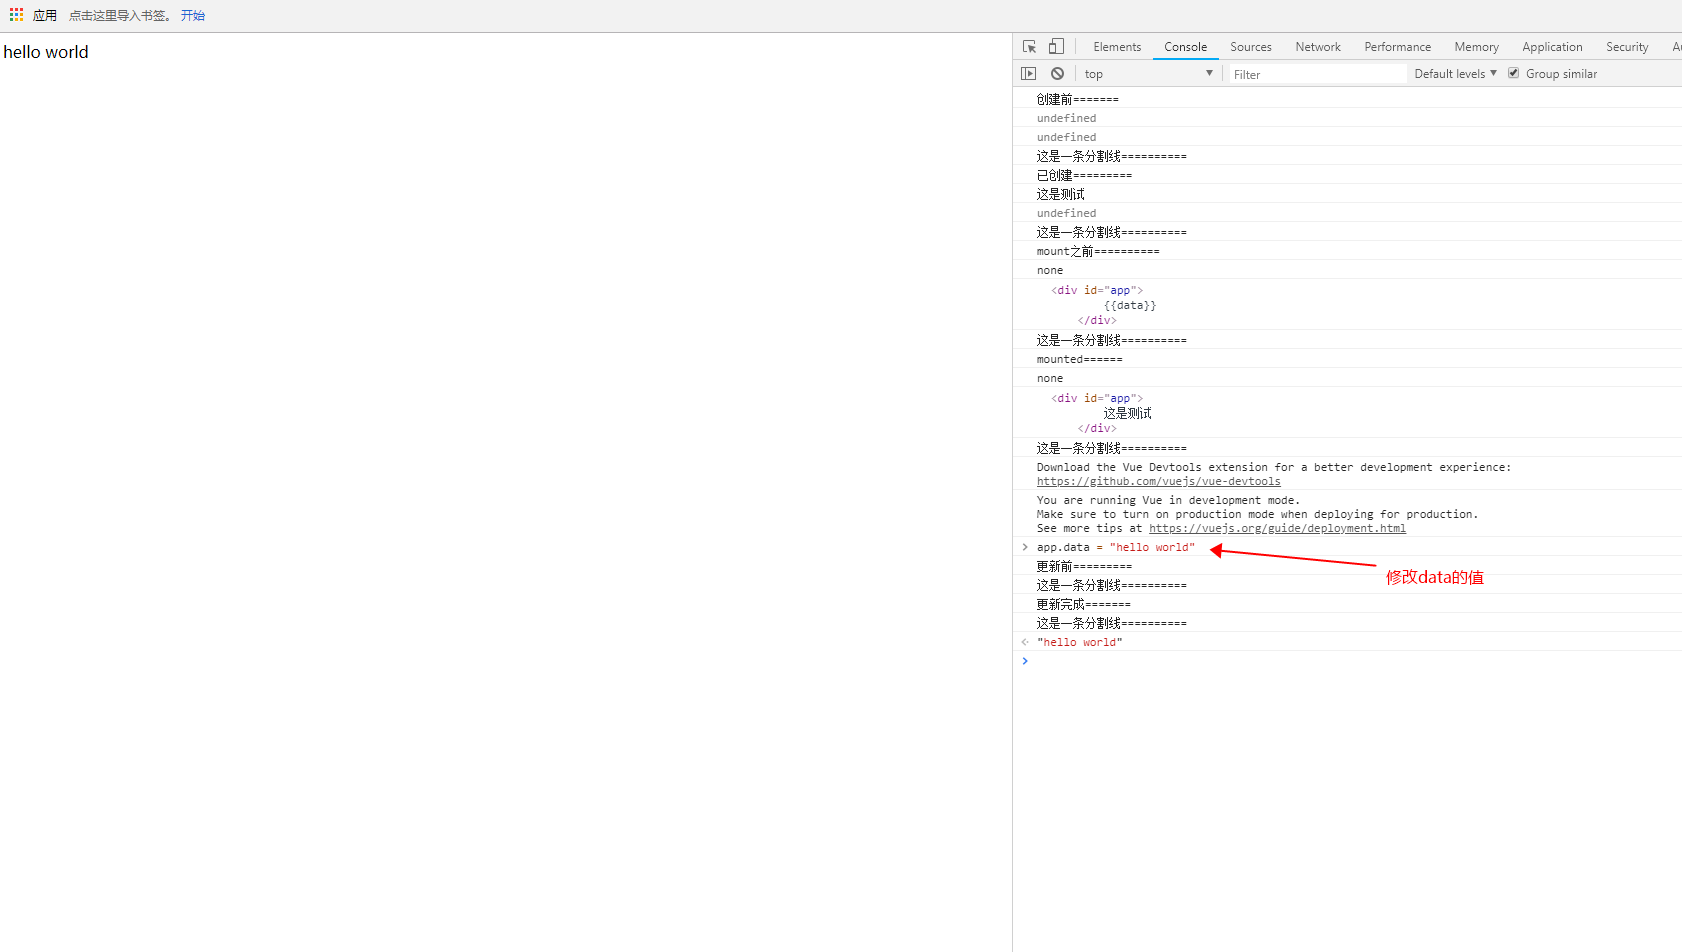 应用 点击这里导入书签。 开始
hello world
Elements Console Sources Network Performance Memory Application Security Au
top Filter Default levels Group similar
创建前=======
undefined
undefined
这是一条分割线==========
已创建=========
这是测试
undefined
这是一条分割线==========
mount之前==========
none
<div id="app">
{{data}}
</div>
这是一条分割线==========
mounted======
none
<div id="app">
这是测试
</div>
这是一条分割线==========
Download the Vue Devtools extension for a better development experience:
https://github.com/vuejs/vue-devtools
You are running Vue in development mode.
Make sure to turn on production mode when deploying for production.
See more tips at https://vuejs.org/guide/deployment.html
app.data = "hello world"
修改data的值
更新前=========
这是一条分割线==========
更新完成=======
这是一条分割线==========
"hello world"